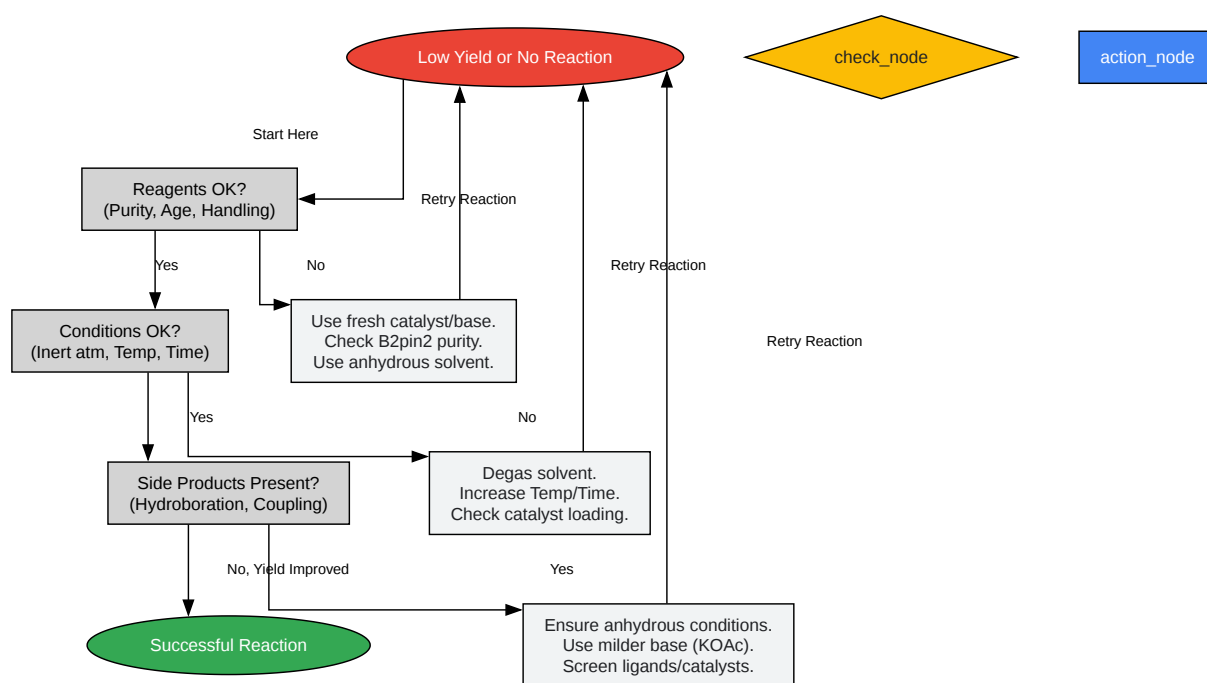 Low Yield or No Reaction
check_node
action_node
Start Here
Reagents OK?
(Purity, Age, Handling)
Retry Reaction
Yes
No
Retry Reaction
Conditions OK?
(Inert atm, Temp, Time)
Use fresh catalyst/base.
Check B2pin2 purity.
Use anhydrous solvent.
Retry Reaction
Yes
No
Side Products Present?
(Hydroboration, Coupling)
Degas solvent.
Increase Temp/Time.
Check catalyst loading.
No, Yield Improved
Yes
Successful Reaction
Ensure anhydrous conditions.
Use milder base (KOAc).
Screen ligands/catalysts.